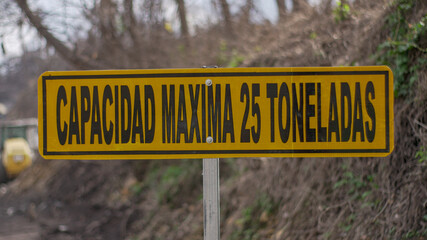 CAPACIDAD MAXIMA 25 TONELADAS